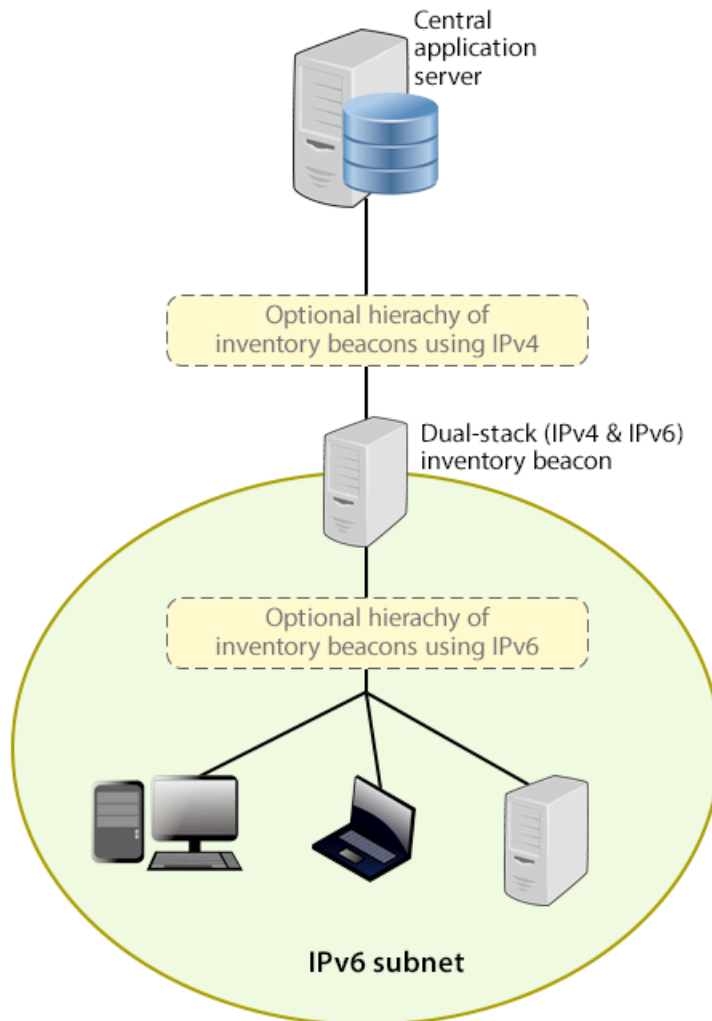 Central
application
server
Optional hierachy of
inventory beacons using IPv4
Dual-stack (IPv4 & IPv6)
inventory beacon
Optional hierachy of
inventory beacons using IPv6
IPv6 subnet